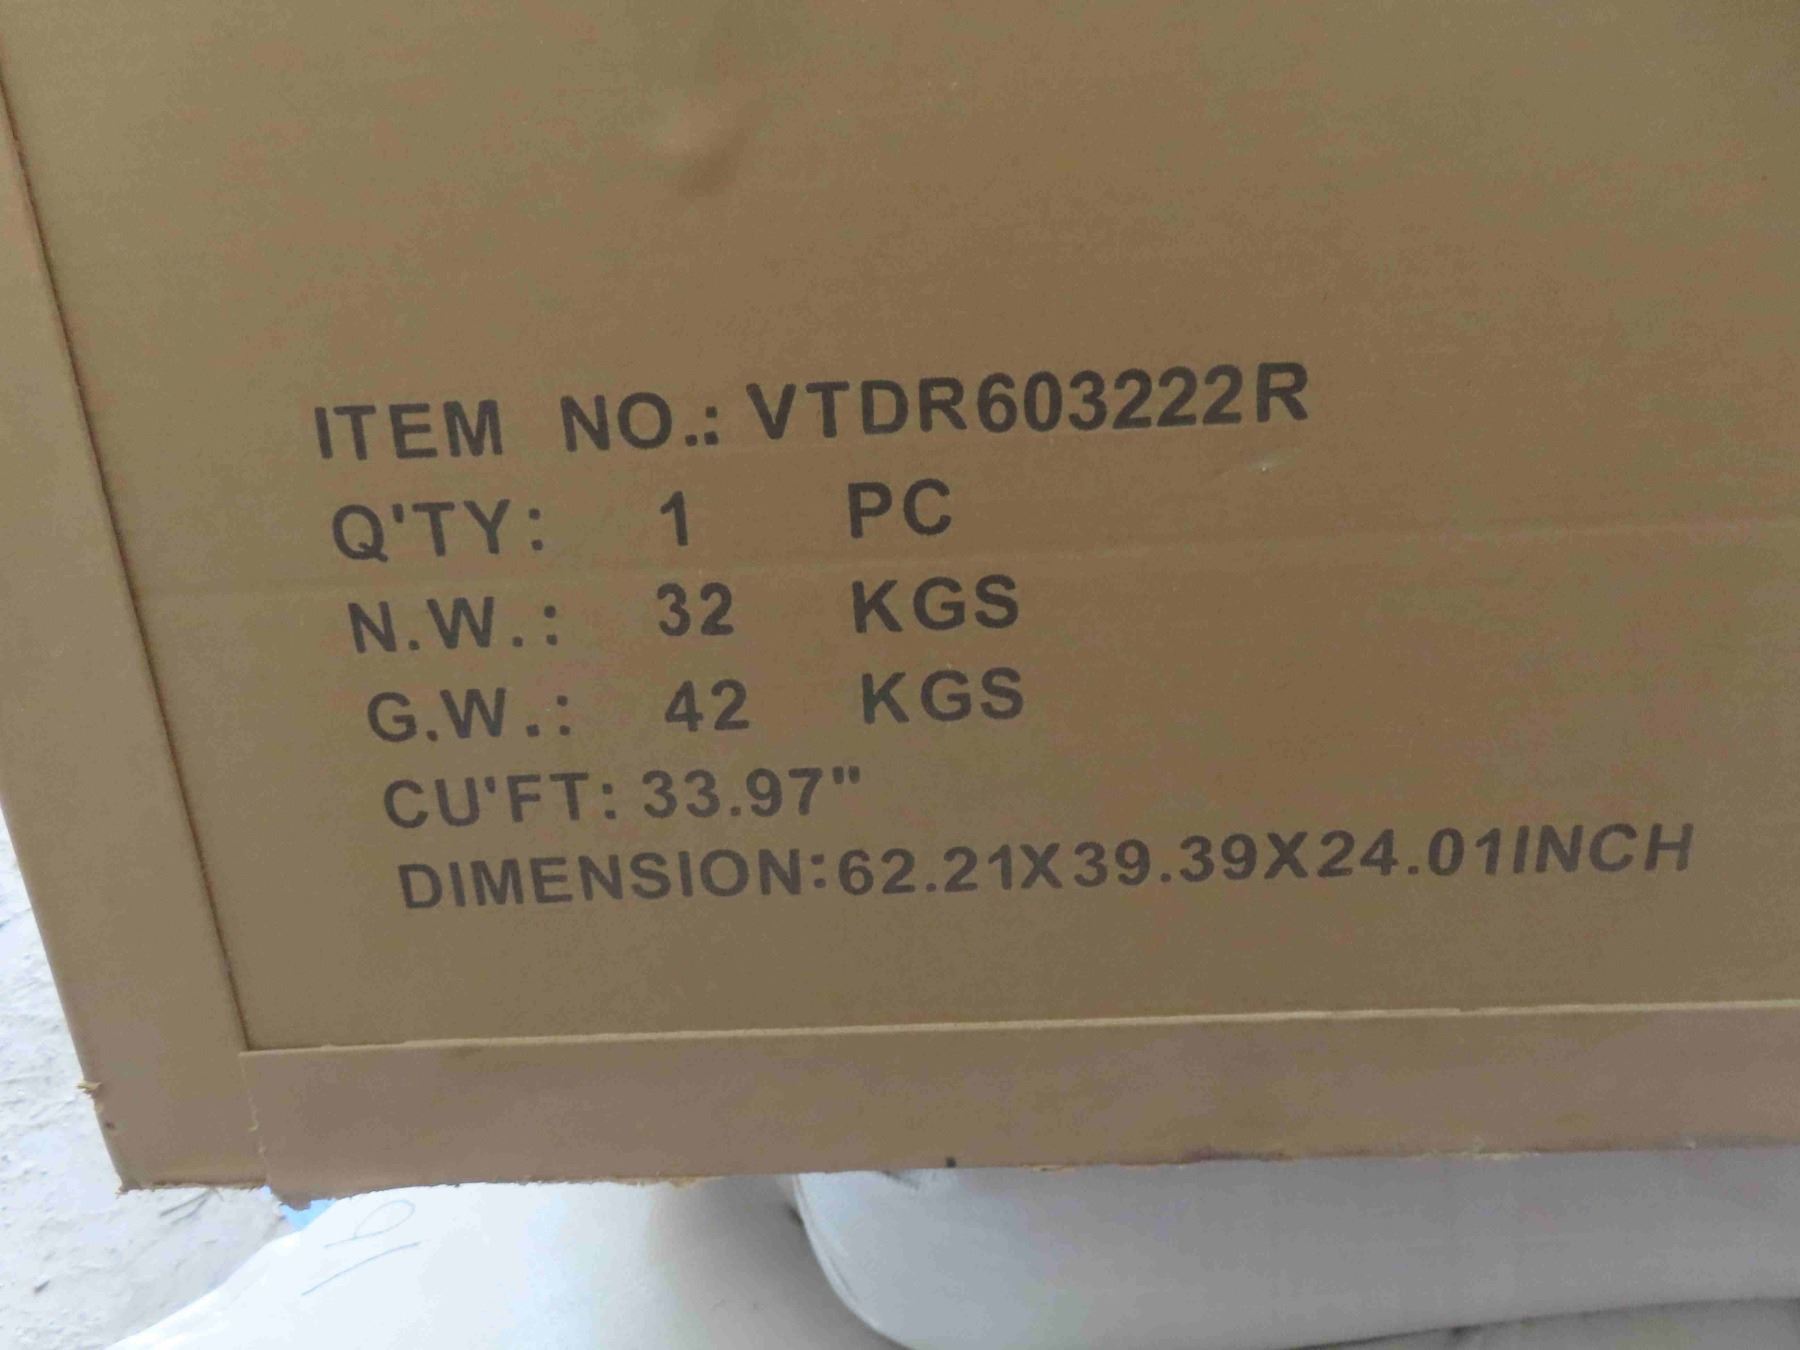 ITEM NO.: VTDR603222R
Q'TY: 1 PC
N.W.: 32 KGS
G.W.: 42 KGS
CU'FT: 33.97"
DIMENSION:62.21X39.39X24.01INCH